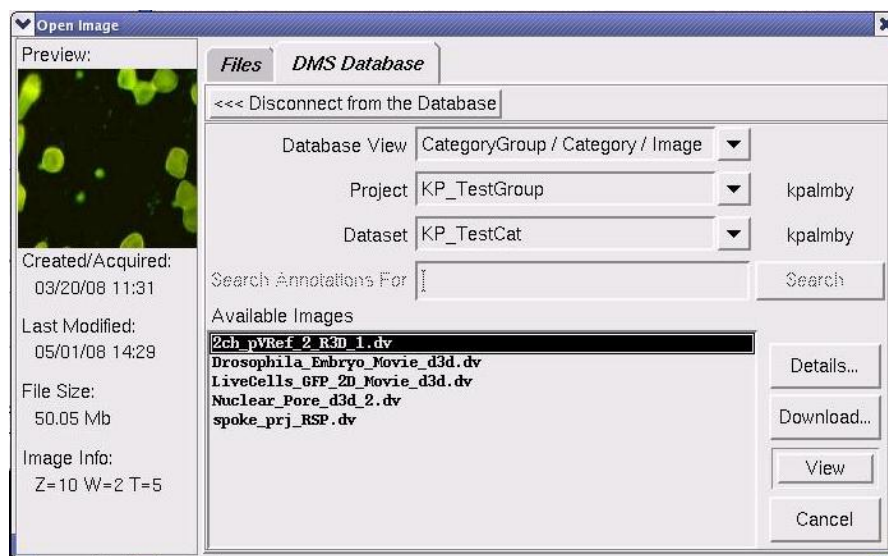 Open Image
Preview:
Files
DMS Database
<<< Disconnect from the Database
Database View CategoryGroup / Category / Image
Project KP_TestGroup kpalmby
Dataset KP_TestCat kpalmby
Search Annotations For Search
Created/Acquired:
03/20/08 11:31
Last Modified:
05/01/08 14:29
File Size:
50.05 Mb
Image Info:
Z=10 W=2 T=5
Available Images
2ch_pVRef_2_R3D_1.dv
Drosophila_Embryo_Movie_d3d.dv
LiveCells_GFP_2D_Movie_d3d.dv
Nuclear_Pore_d3d_2.dv
spoke_prj_RSP.dv
Details...
Download...
View
Cancel